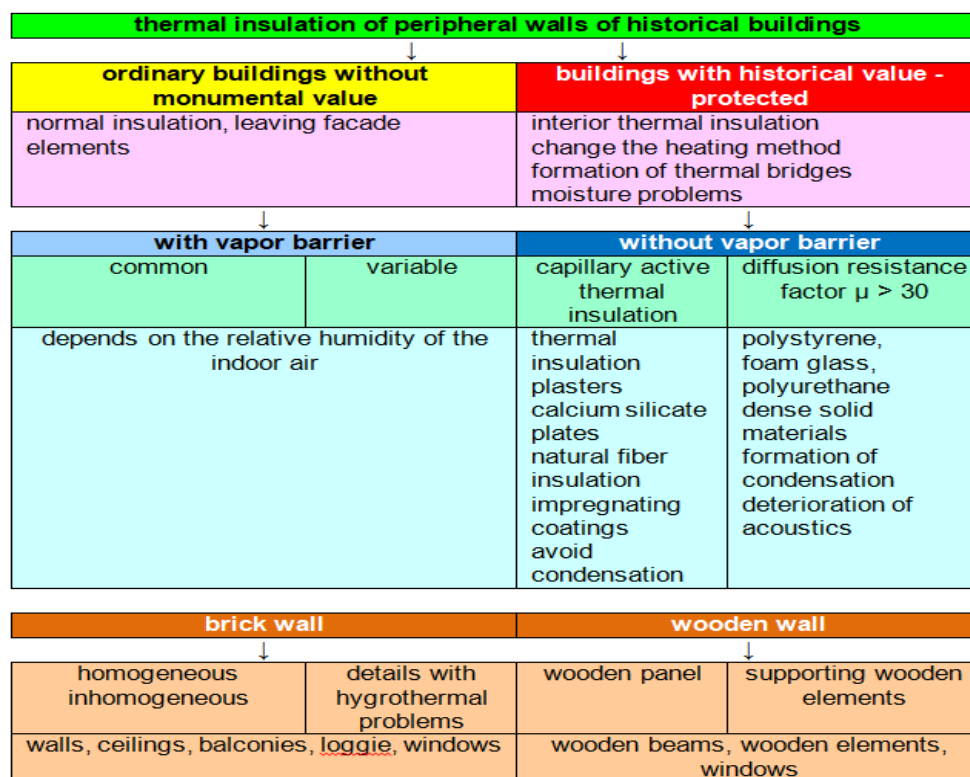 thermal insulation of peripheral walls of historical buildings
↓ ↓
ordinary buildings without
monumental value
buildings with historical value -
protected
normal insulation, leaving facade
elements
interior thermal insulation
change the heating method
formation of thermal bridges
moisture problems
↓ ↓
with vapor barrier
without vapor barrier
common
variable
capillary active
thermal
insulation
diffusion resistance
factor μ > 30
depends on the relative humidity of the
indoor air
thermal
insulation
plasters
calcium silicate
plates
natural fiber
insulation
impregnating
coatings
avoid
condensation
polystyrene,
foam glass,
polyurethane
dense solid
materials
formation of
condensation
deterioration of
acoustics
brick wall
wooden wall
↓ ↓
homogeneous
inhomogeneous
details with
hygrothermal
problems
wooden panel
supporting wooden
elements
walls, ceilings, balconies, loggie, windows
wooden beams, wooden elements,
windows